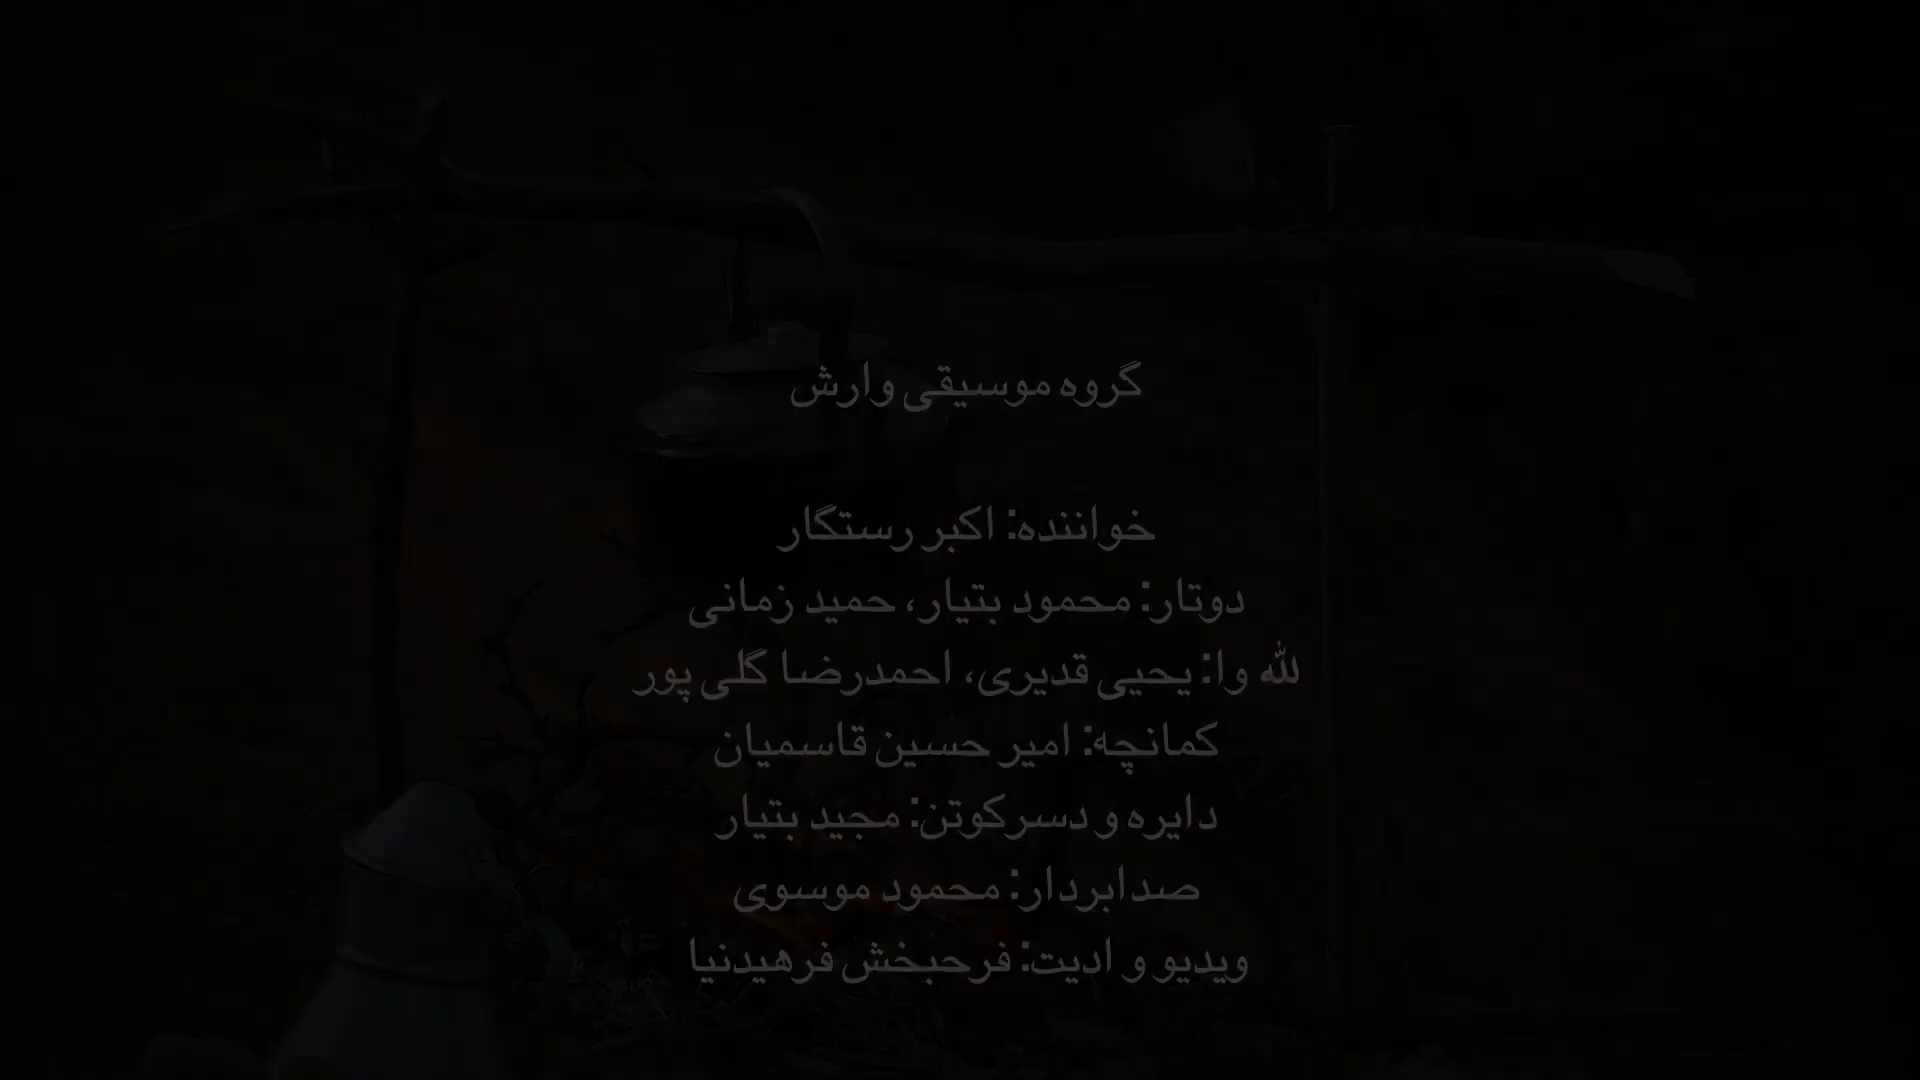 گروه موسیقی وارش
خواننده: اکبر رستگار
دوتار: محمود بتیار، حمید زمانی
لله وا: یحیی قدیری، احمدرضا گلی پور
کمانچه: امیر حسین قاسمیان
دایره و دسرکوتن: مجید بتیار
صدابردار: محمود موسوی
ویدیو و ادیت: فرحبخش فرهیدنیا